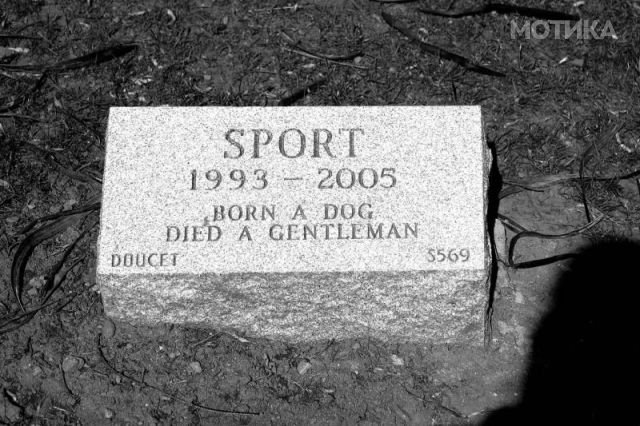 МОТИКА
SPORT
1993 – 2005
BORN A DOG
DIED A GENTLEMAN
DOUCET S569